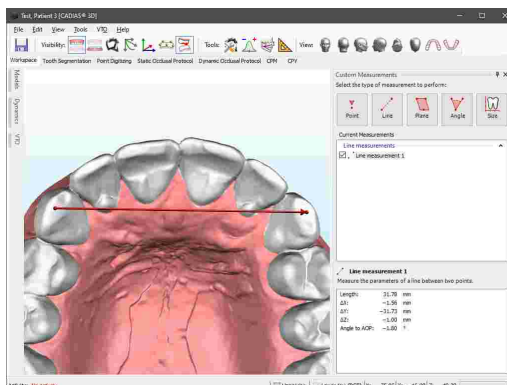 Test, Patient 3 [CADIAS® 3D]
File Edit View Tools VTO Help
Visibility: Tools: View:
Workspace Tooth Segmentation Point Digitizing Static Occlusal Protocol Dynamic Occlusal Protocol CPM CPV
Models
Dynamics
VTO
Custom Measurements
Select the type of measurement to perform:
Point Line Plane Angle Size
Current Measurements
Line measurements
Line measurement 1
Line measurement 1
Measure the parameters of a line between two points.
Length: 31.78 mm
ΔX: -1.56 mm
ΔY: -31.73 mm
ΔZ: -1.00 mm
Angle to AOP: -1.80 °